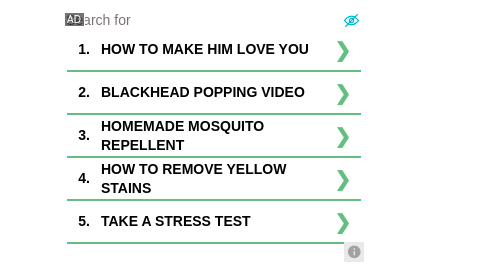 AD arch for
1. HOW TO MAKE HIM LOVE YOU
2. BLACKHEAD POPPING VIDEO
3. HOMEMADE MOSQUITO
REPELLENT
4. HOW TO REMOVE YELLOW
STAINS
5. TAKE A STRESS TEST